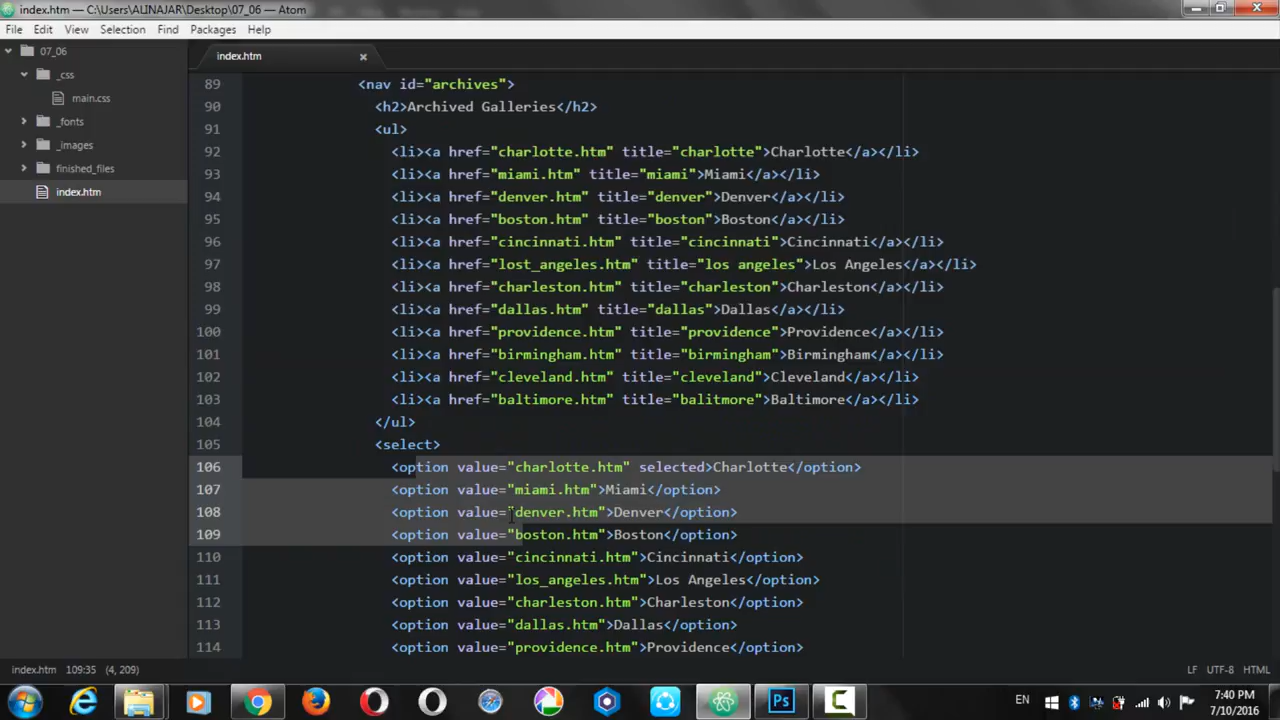 index.htm — C:\Users\ALINAJAR\Desktop\07_06 — Atom
File Edit View Selection Find Packages Help
07_06
_css
main.css
_fonts
_images
finished_files
index.htm
index.htm
89 <nav id="archives">
90 <h2>Archived Galleries</h2>
91 <ul>
92 <li><a href="charlotte.htm" title="charlotte">Charlotte</a></li>
93 <li><a href="miami.htm" title="miami">Miami</a></li>
94 <li><a href="denver.htm" title="denver">Denver</a></li>
95 <li><a href="boston.htm" title="boston">Boston</a></li>
96 <li><a href="cincinnati.htm" title="cincinnati">Cincinnati</a></li>
97 <li><a href="lost_angeles.htm" title="los angeles">Los Angeles</a></li>
98 <li><a href="charleston.htm" title="charleston">Charleston</a></li>
99 <li><a href="dallas.htm" title="dallas">Dallas</a></li>
100 <li><a href="providence.htm" title="providence">Providence</a></li>
101 <li><a href="birmingham.htm" title="birmingham">Birmingham</a></li>
102 <li><a href="cleveland.htm" title="cleveland">Cleveland</a></li>
103 <li><a href="baltimore.htm" title="balitmore">Baltimore</a></li>
104 </ul>
105 <select>
106 <option value="charlotte.htm" selected>Charlotte</option>
107 <option value="miami.htm">Miami</option>
108 <option value="denver.htm">Denver</option>
109 <option value="boston.htm">Boston</option>
110 <option value="cincinnati.htm">Cincinnati</option>
111 <option value="los_angeles.htm">Los Angeles</option>
112 <option value="charleston.htm">Charleston</option>
113 <option value="dallas.htm">Dallas</option>
114 <option value="providence.htm">Providence</option>
index.htm 109:35 (4, 209) LF UTF-8 HTML
Ps C EN 7:40 PM
7/10/2016